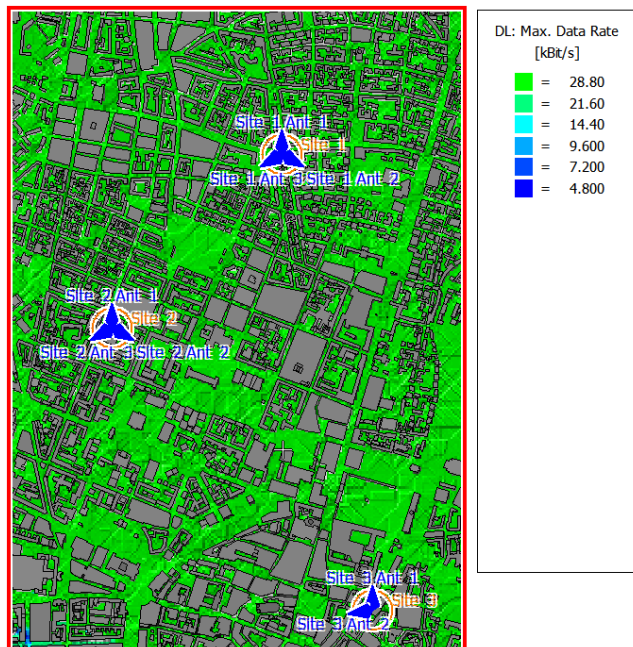 Site 1 Ant 1
Site 1
Site 1 Ant 3 Site 1 Ant 2
Site 2 Ant 1
Site 2
Site 2 Ant 3 Site 2 Ant 2
Site 3 Ant 1
Site 3
Site 3 Ant 2
DL: Max. Data Rate
[kBit/s]
= 28.80
= 21.60
= 14.40
= 9.600
= 7.200
= 4.800